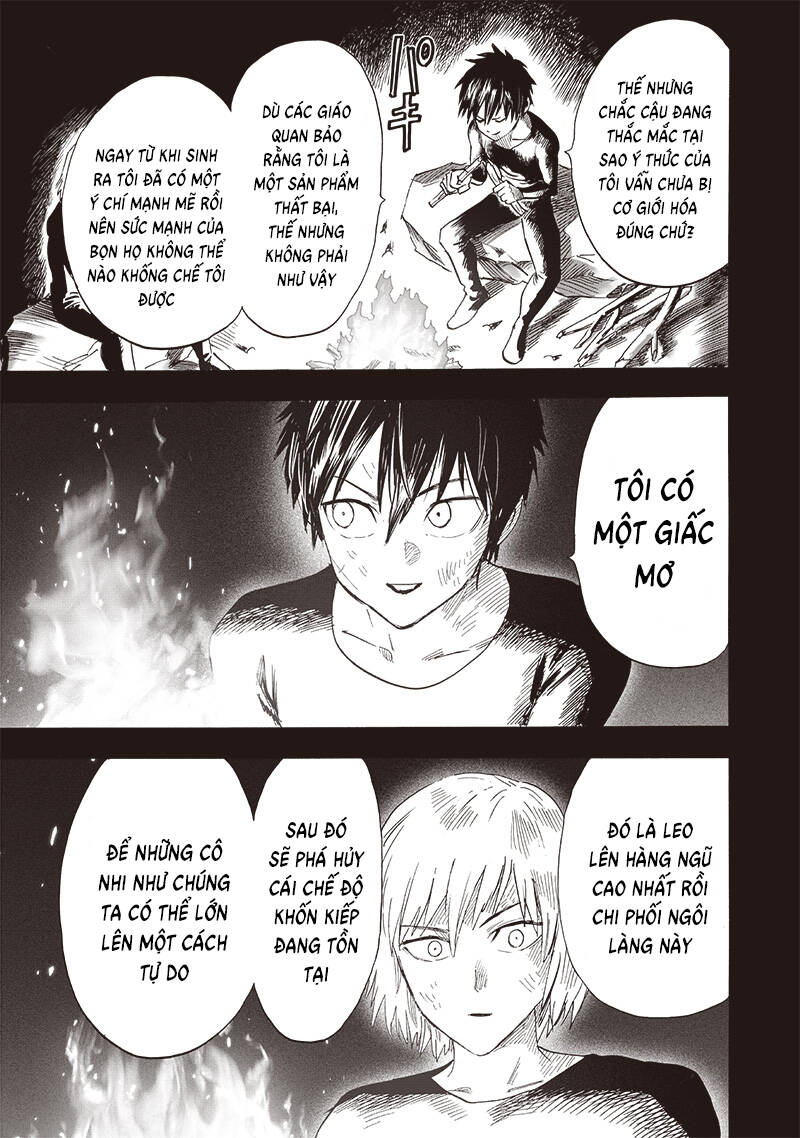 THẾ NHƯNG
CHẮC CẬU ĐANG
THẮC MẮC TẠI
SAO Ý THỨC CỦA
TÔI VẪN CHƯA BỊ
CƠ GIỚI HÓA
ĐÚNG CHỨ?
パキ
DÙ CÁC GIÁO
QUAN BẢO
RẰNG TÔI LÀ
MỘT SẢN PHẨM
THẤT BẠI,
THẾ NHƯNG
KHÔNG PHẢI
NHƯ VẬY
NGAY TỪ KHI SINH
RA TÔI ĐÃ CÓ MỘT
Ý CHÍ MẠNH MẼ RỒI
NÊN SỨC MẠNH CỦA
BỌN HỌ KHÔNG THỂ
NÀO KHỐNG CHẾ TÔI
ĐƯỢC
TÔI CÓ
MỘT GIẤC
MƠ
ĐÓ LÀ LEO
LÊN HÀNG NGŨ
CAO NHẤT RỒI
CHI PHỐI NGÔI
LÀNG NÀY
SAU ĐÓ
SẼ PHÁ HỦY
CÁI CHẾ ĐỘ
KHỐN KIẾP
ĐANG TỒN
TẠI
ĐỂ NHỮNG CÔ
NHI NHƯ CHÚNG
TA CÓ THỂ LỚN
LÊN MỘT CÁCH
TỰ DO